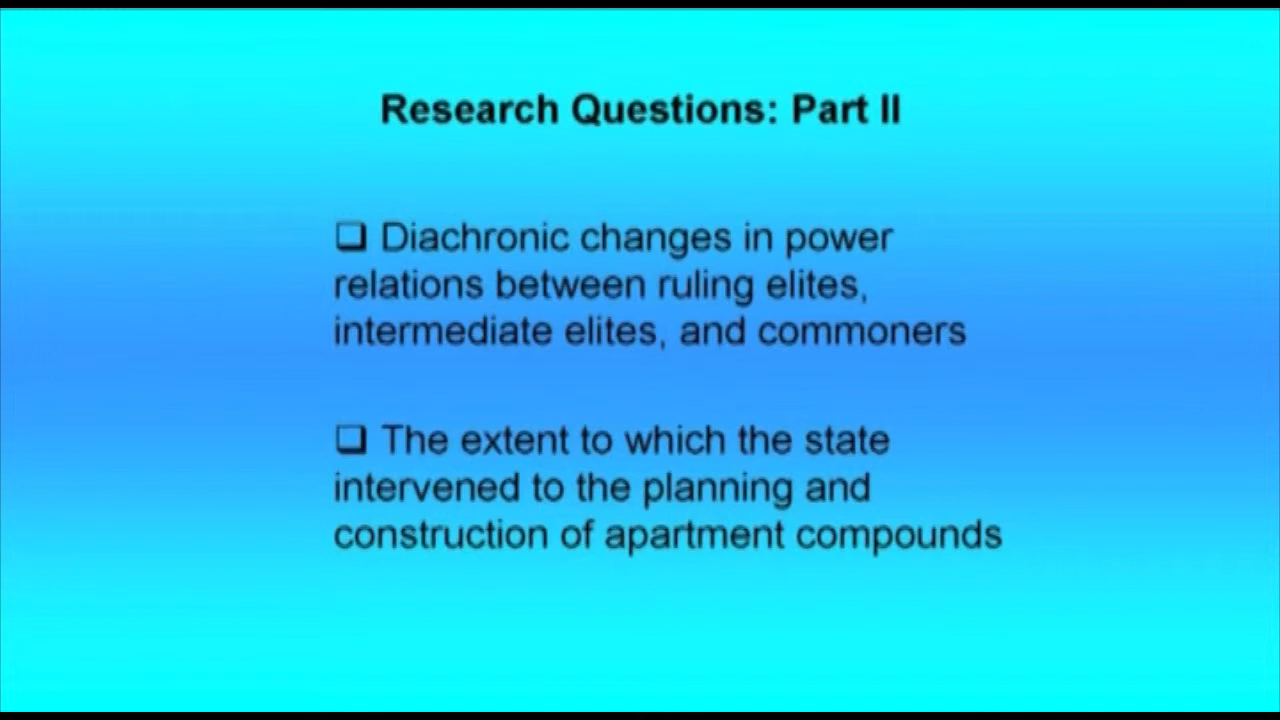 Research Questions: Part II
❑ Diachronic changes in power
relations between ruling elites,
intermediate elites, and commoners
❑ The extent to which the state
intervened to the planning and
construction of apartment compounds